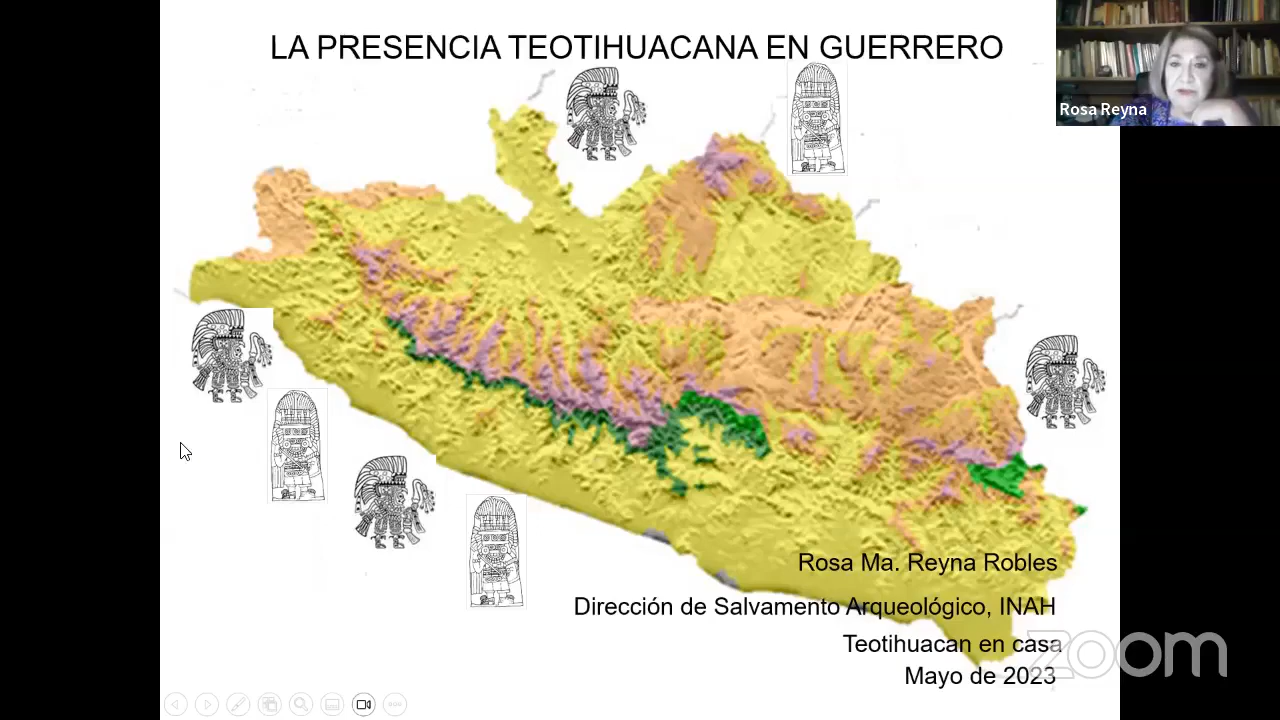 LA PRESENCIA TEOTIHUACANA EN GUERRERO
Rosa Reyna
Rosa Ma. Reyna Robles
Dirección de Salvamento Arqueológico, INAH
Teotihuacan en casa
Mayo de 2023
zoom